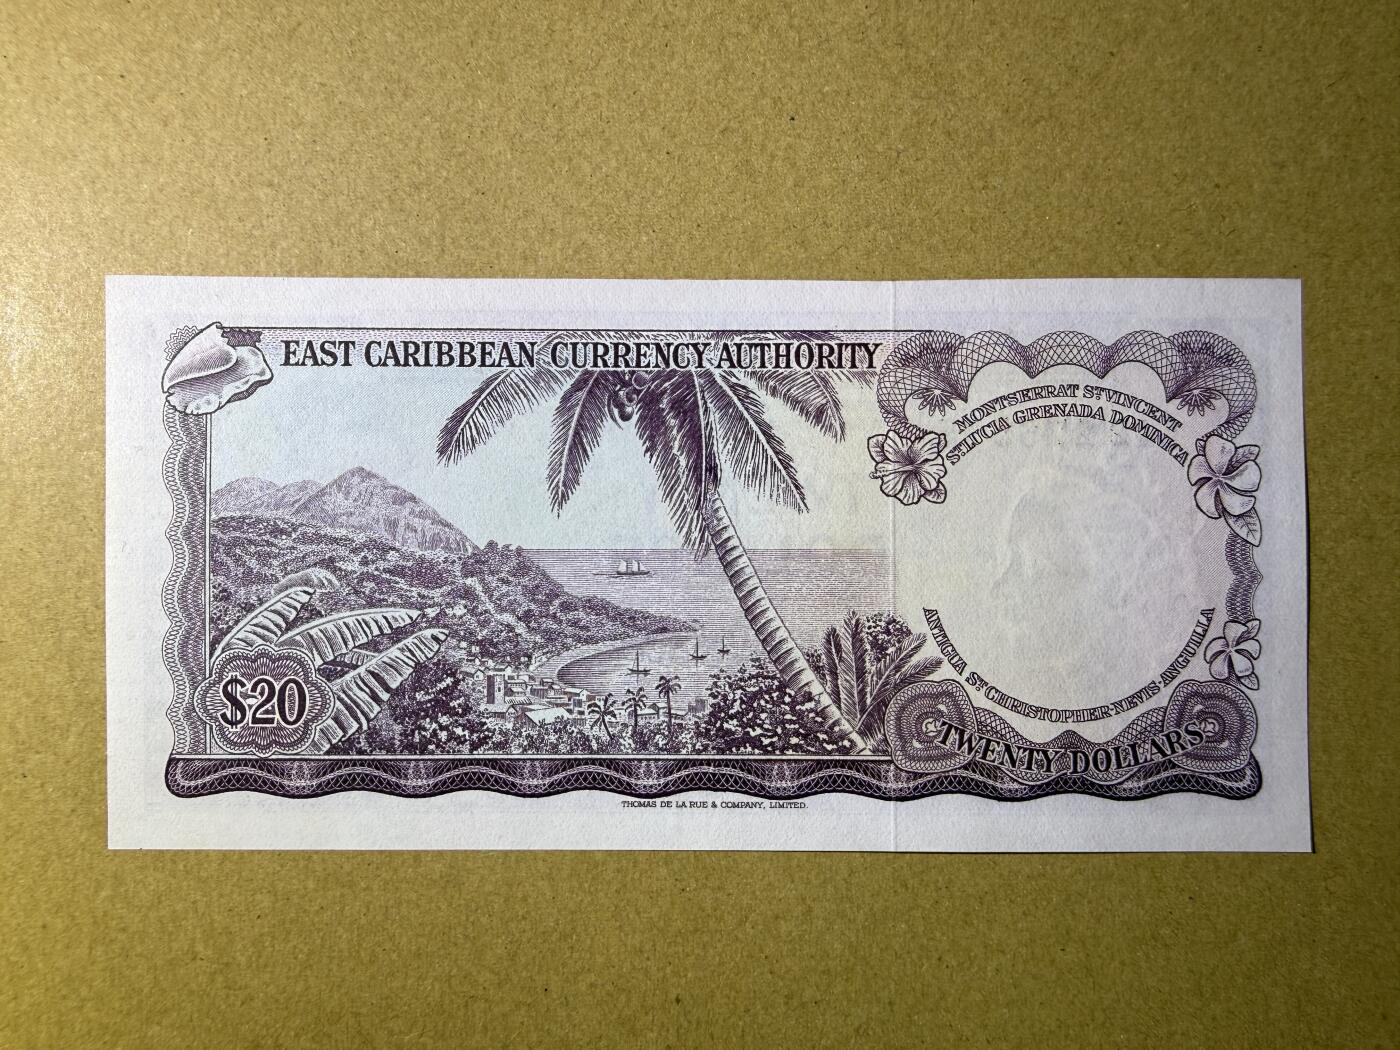 EAST CARIBBEAN CURRENCY AUTHORITY
MONTSERRAT ST VINCENT
ST LUCIA GRENADA DOMINICA
ANTIGUA ST CHRISTOPHER-NEVIS-ANGUILLA
$20
TWENTY DOLLARS
THOMAS DE LA RUE & COMPANY, LIMITED.